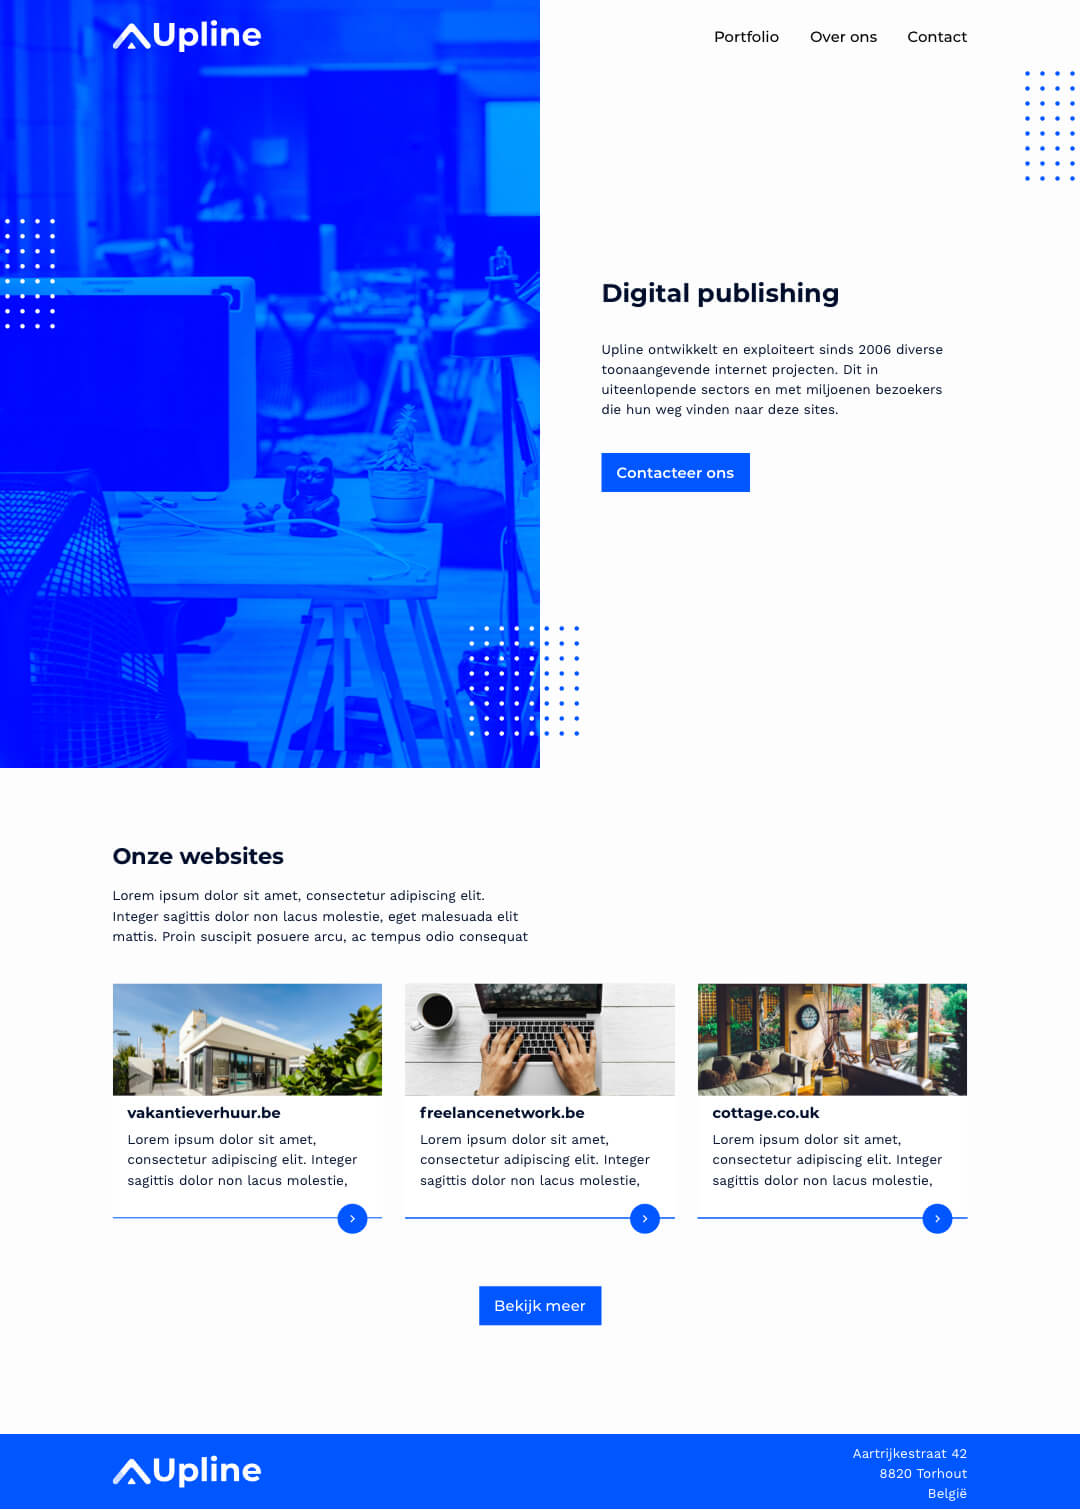 Upline
Portfolio Over ons Contact
Digital publishing
Upline ontwikkelt en exploiteert sinds 2006 diverse
toonaangevende internet projecten. Dit in
uiteenlopende sectors en met miljoenen bezoekers
die hun weg vinden naar deze sites.
Contacteer ons
Onze websites
Lorem ipsum dolor sit amet, consectetur adipiscing elit.
Integer sagittis dolor non lacus molestie, eget malesuada elit
mattis. Proin suscipit posuere arcu, ac tempus odio consequat
vakantieverhuur.be
Lorem ipsum dolor sit amet,
consectetur adipiscing elit. Integer
sagittis dolor non lacus molestie,
freelancenetwork.be
Lorem ipsum dolor sit amet,
consectetur adipiscing elit. Integer
sagittis dolor non lacus molestie,
cottage.co.uk
Lorem ipsum dolor sit amet,
consectetur adipiscing elit. Integer
sagittis dolor non lacus molestie,
Bekijk meer
Upline
Aartrijkestraat 42
8820 Torhout
België